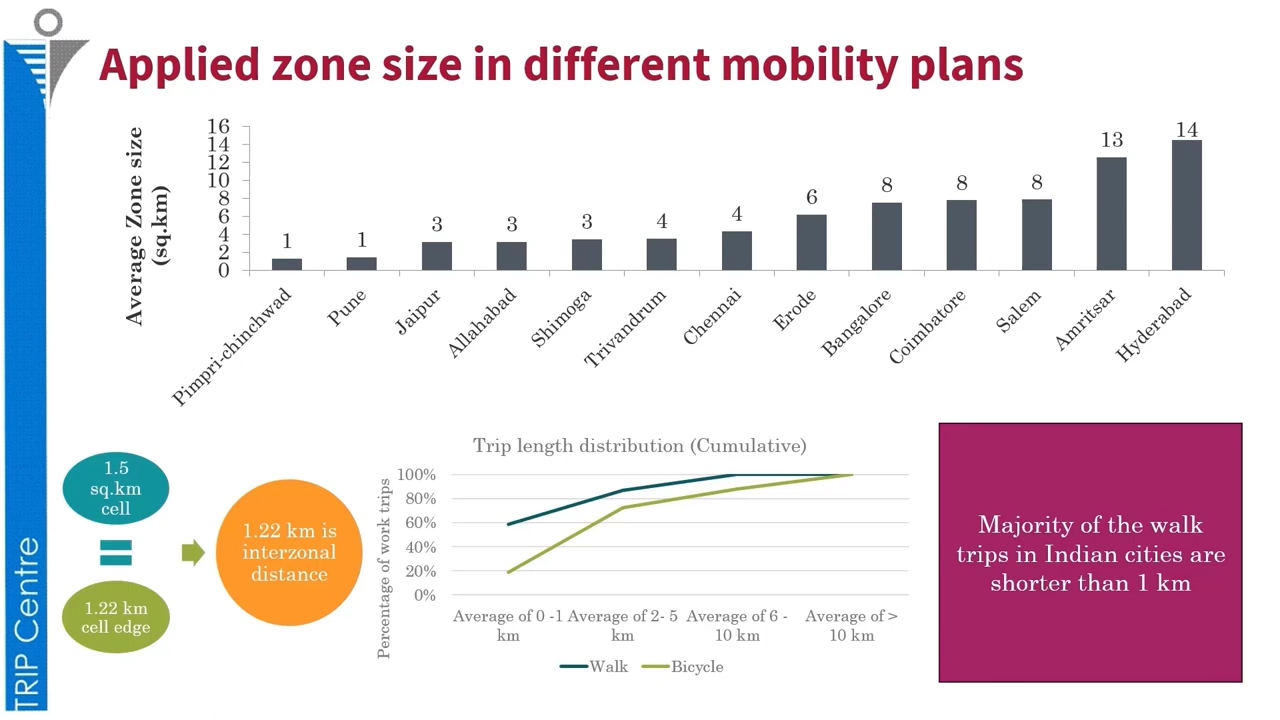 Applied zone size in different mobility plans
Average Zone size
(sq.km)
16
14
12
10
8
6
4
2
0
1
1
3
3
3
4
4
6
8
8
8
13
14
Pimpri-chinchwad
Pune
Jaipur
Allahabad
Shimoga
Trivandrum
Chennai
Erode
Bangalore
Coimbatore
Salem
Amritsar
Hyderabad
1.5
sq.km
cell
1.22 km
cell edge
1.22 km is
interzonal
distance
Trip length distribution (Cumulative)
Percentage of work trips
100%
80%
60%
40%
20%
0%
Average of 0 -1
km
Average of 2- 5
km
Average of 6 -
10 km
Average of >
10 km
Walk
Bicycle
Majority of the walk
trips in Indian cities are
shorter than 1 km
TRIP Centre